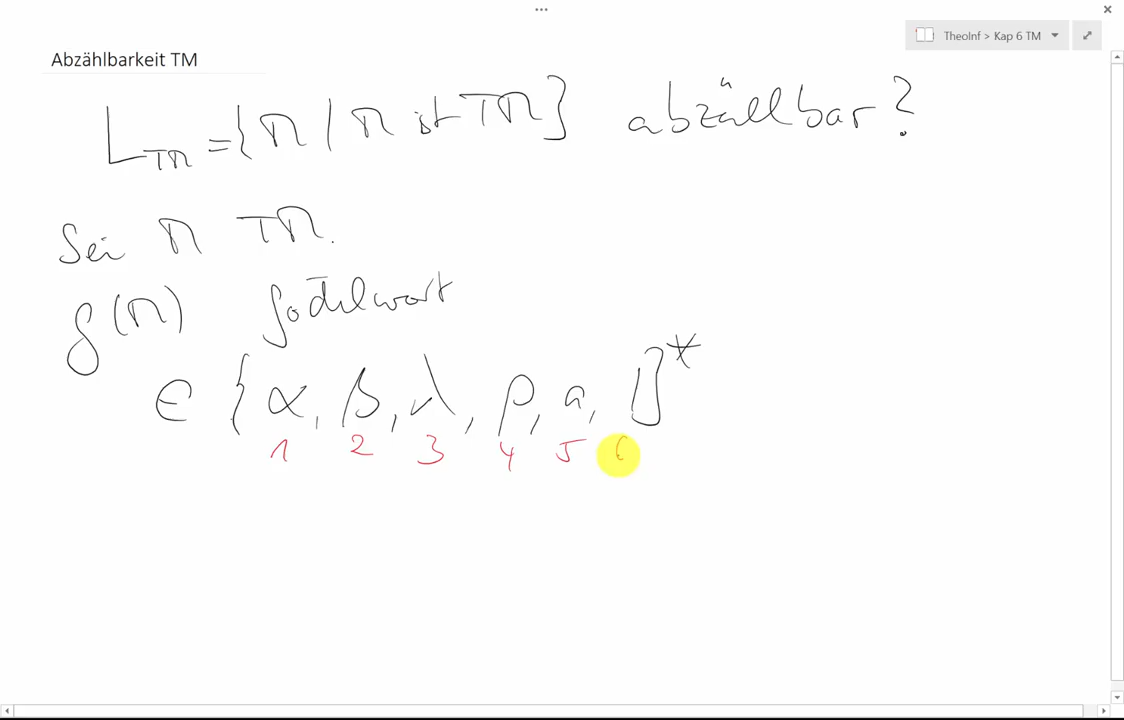 TheoInf > Kap 6 TM
Abzählbarkeit TM
L_TM = {M | M ist TM} abzählbar?
Sei M TM.
g(M) Gödelwort
∈ {α, β, λ, ρ, a, |}*
1 2 3 4 5 6